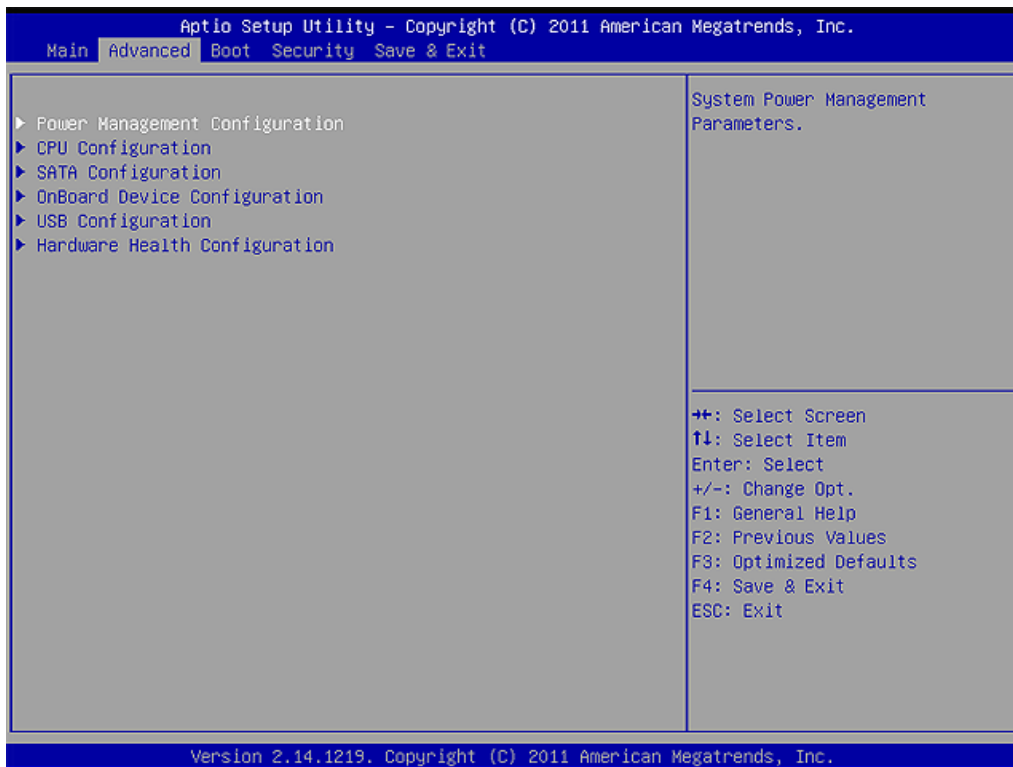 Aptio Setup Utility – Copyright (C) 2011 American Megatrends, Inc.
Main Advanced Boot Security Save & Exit
▶ Power Management Configuration
▶ CPU Configuration
▶ SATA Configuration
▶ OnBoard Device Configuration
▶ USB Configuration
▶ Hardware Health Configuration
System Power Management
Parameters.
→←: Select Screen
↑↓: Select Item
Enter: Select
+/-: Change Opt.
F1: General Help
F2: Previous Values
F3: Optimized Defaults
F4: Save & Exit
ESC: Exit
Version 2.14.1219. Copyright (C) 2011 American Megatrends, Inc.